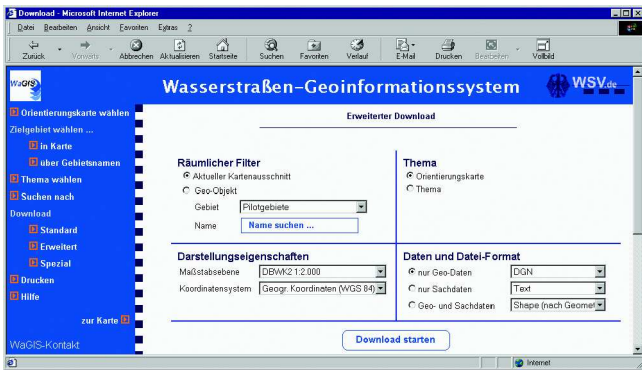 Download - Microsoft Internet Explorer
Datei Bearbeiten Ansicht Favoriten Extras ?
Zurück Vorwärts Abbrechen Aktualisieren Startseite Suchen Favoriten Verlauf E-Mail Drucken Bearbeiten Vollbild
WaGIS
Wasserstraßen-Geoinformationssystem
WSV.de
Orientierungskarte wählen
Zielgebiet wählen ...
in Karte
über Gebietsnamen
Thema wählen
Suchen nach
Download
Standard
Erweitert
Spezial
Drucken
Hilfe
zur Karte
WaGIS-Kontakt
Erweiterter Download
Räumlicher Filter
Aktueller Kartenausschnitt
Geo-Objekt
Gebiet Pilotgebiete
Name Name suchen ...
Thema
Orientierungskarte
Thema
Darstellungseigenschaften
Maßstabsebene DBWK2 1:2.000
Koordinatensystem Geogr. Koordinaten (WGS 84)
Daten und Datei-Format
nur Geo-Daten DGN
nur Sachdaten Text
Geo- und Sachdaten Shape (nach Geomet
Download starten
Internet